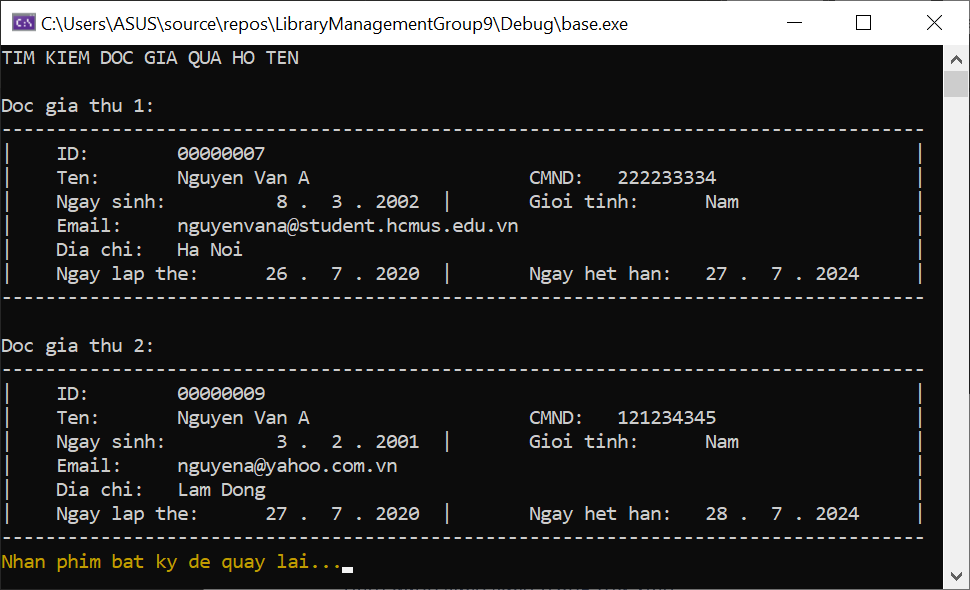 C:\Users\ASUS\source\repos\LibraryManagementGroup9\Debug\base.exe
TIM KIEM DOC GIA QUA HO TEN
Doc gia thu 1:
------------------------------------------------------------------------------------
|    ID:        00000007                                                           |
|    Ten:       Nguyen Van A                    CMND:   222233334                  |
|    Ngay sinh:          8 .  3 . 2002  |       Gioi tinh:      Nam                |
|    Email:     nguyenvana@student.hcmus.edu.vn                                    |
|    Dia chi:   Ha Noi                                                             |
|    Ngay lap the:      26 .  7 . 2020  |       Ngay het han:   27 .  7 . 2024     |
------------------------------------------------------------------------------------
Doc gia thu 2:
------------------------------------------------------------------------------------
|    ID:        00000009                                                           |
|    Ten:       Nguyen Van A                    CMND:   121234345                  |
|    Ngay sinh:          3 .  2 . 2001  |       Gioi tinh:      Nam                |
|    Email:     nguyena@yahoo.com.vn                                               |
|    Dia chi:   Lam Dong                                                           |
|    Ngay lap the:      27 .  7 . 2020  |       Ngay het han:   28 .  7 . 2024     |
------------------------------------------------------------------------------------
Nhan phim bat ky de quay lai...